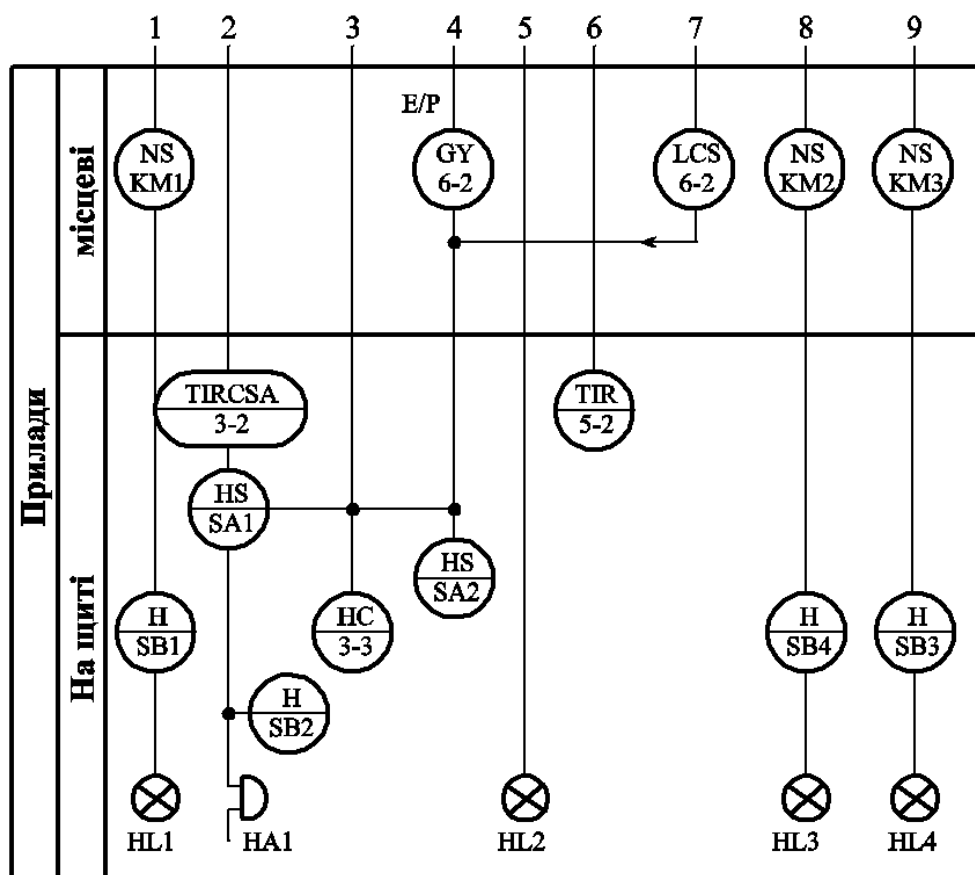 1 2 3 4 5 6 7 8 9
Прилади
місцеві
E/P
NS
KM1
GY
6-2
LCS
6-2
NS
KM2
NS
KM3
На щиті
TIRCSA
3-2
TIR
5-2
HS
SA1
HS
SA2
H
SB1
HC
3-3
H
SB4
H
SB3
H
SB2
HL1
HA1
HL2
HL3
HL4